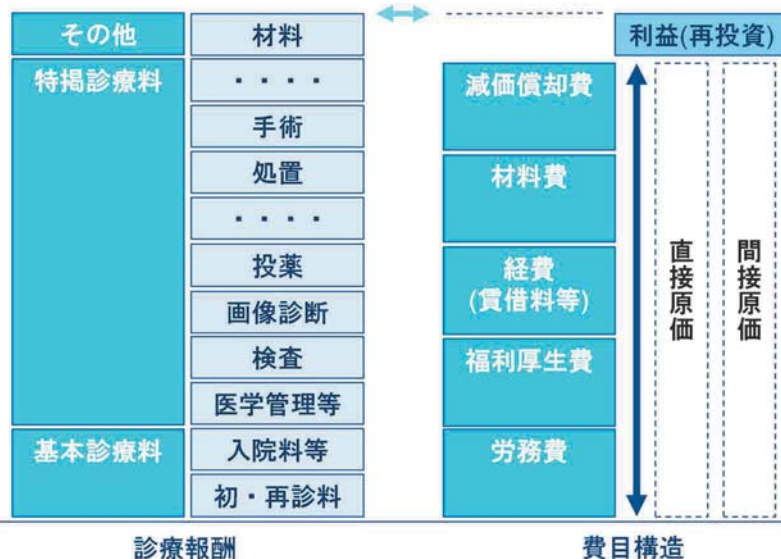 その他
材料
特掲診療料
・・・・
手術
処置
・・・・
投薬
画像診断
検査
医学管理等
基本診療料
入院料等
初・再診料
診療報酬
利益(再投資)
減価償却費
材料費
経費
(賃借料等)
福利厚生費
労務費
直接原価
間接原価
費目構造